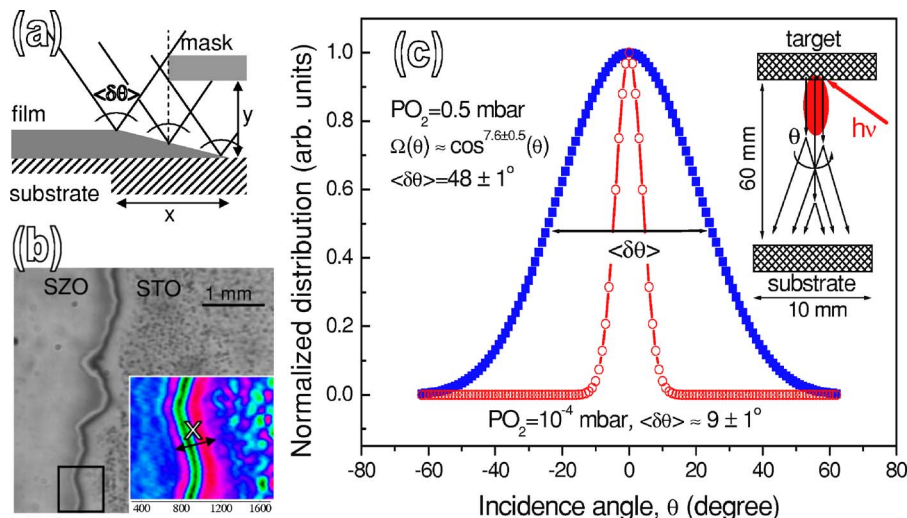 (a)
mask
<δθ>
y
film
substrate
x
(b)
SZO
STO
1 mm
X
400 800 1200 1600
(c)
Normalized distribution (arb. units)
1.0
0.8
0.6
0.4
0.2
0.0
PO2=0.5 mbar
Ω(θ) ≈ cos^7.6±0.5(θ)
<δθ>=48 ± 1°
<δθ>
PO2=10^-4 mbar, <δθ> ≈ 9 ± 1°
target
hν
θ
60 mm
substrate
10 mm
-80 -60 -40 -20 0 20 40 60 80
Incidence angle, θ (degree)